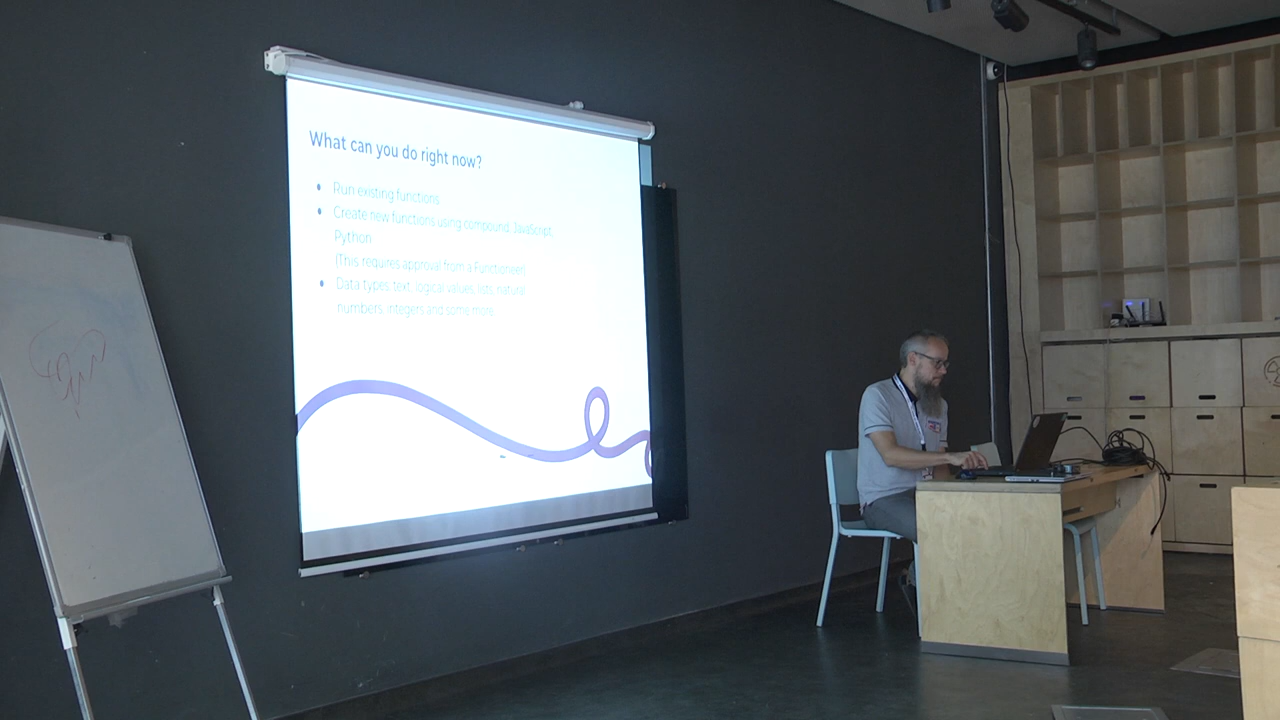 What can you do right now?
Run existing functions
Create new functions using compound, JavaScript,
Python
(This requires approval from a Functioneer)
Data types, text, logical values, lists, natural
numbers, integers and some more